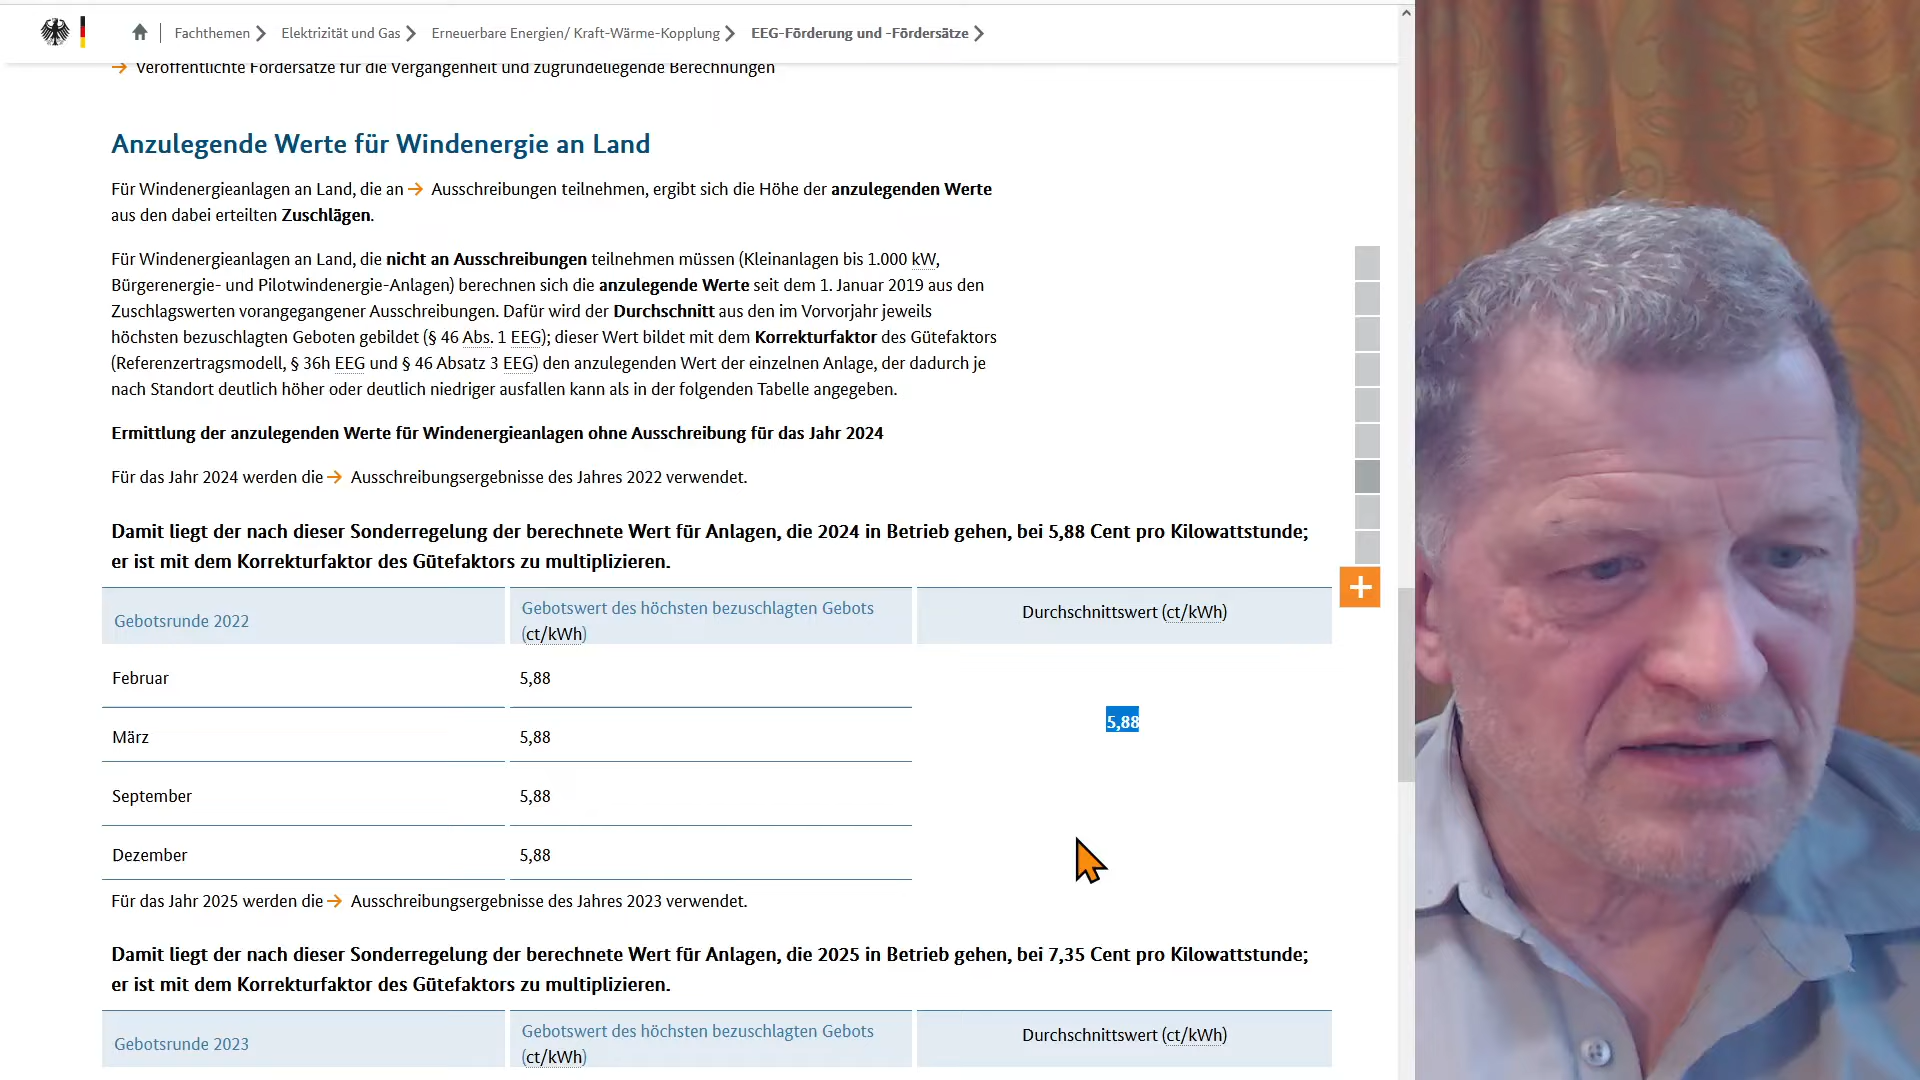 Fachthemen Elektrizität und Gas Erneuerbare Energien/ Kraft-Wärme-Kopplung EEG-Förderung und -Fördersätze
Veröffentlichte Fördersätze für die Vergangenheit und zugrundeliegende Berechnungen
Anzulegende Werte für Windenergie an Land
Für Windenergieanlagen an Land, die an → Ausschreibungen teilnehmen, ergibt sich die Höhe der anzulegenden Werte
aus den dabei erteilten Zuschlägen.
Für Windenergieanlagen an Land, die nicht an Ausschreibungen teilnehmen müssen (Kleinanlagen bis 1.000 kW,
Bürgerenergie- und Pilotwindenergie-Anlagen) berechnen sich die anzulegende Werte seit dem 1. Januar 2019 aus den
Zuschlagswerten vorangegangener Ausschreibungen. Dafür wird der Durchschnitt aus den im Vorvorjahr jeweils
höchsten bezuschlagten Geboten gebildet (§ 46 Abs. 1 EEG); dieser Wert bildet mit dem Korrekturfaktor des Gütefaktors
(Referenzertragsmodell, § 36h EEG und § 46 Absatz 3 EEG) den anzulegenden Wert der einzelnen Anlage, der dadurch je
nach Standort deutlich höher oder deutlich niedriger ausfallen kann als in der folgenden Tabelle angegeben.
Ermittlung der anzulegenden Werte für Windenergieanlagen ohne Ausschreibung für das Jahr 2024
Für das Jahr 2024 werden die → Ausschreibungsergebnisse des Jahres 2022 verwendet.
Damit liegt der nach dieser Sonderregelung der berechnete Wert für Anlagen, die 2024 in Betrieb gehen, bei 5,88 Cent pro Kilowattstunde;
er ist mit dem Korrekturfaktor des Gütefaktors zu multiplizieren.
Gebotsrunde 2022
Gebotswert des höchsten bezuschlagten Gebots
(ct/kWh)
Durchschnittswert (ct/kWh)
Februar 5,88
5,88
März 5,88
September 5,88
Dezember 5,88
Für das Jahr 2025 werden die → Ausschreibungsergebnisse des Jahres 2023 verwendet.
Damit liegt der nach dieser Sonderregelung der berechnete Wert für Anlagen, die 2025 in Betrieb gehen, bei 7,35 Cent pro Kilowattstunde;
er ist mit dem Korrekturfaktor des Gütefaktors zu multiplizieren.
Gebotsrunde 2023
Gebotswert des höchsten bezuschlagten Gebots
(ct/kWh)
Durchschnittswert (ct/kWh)